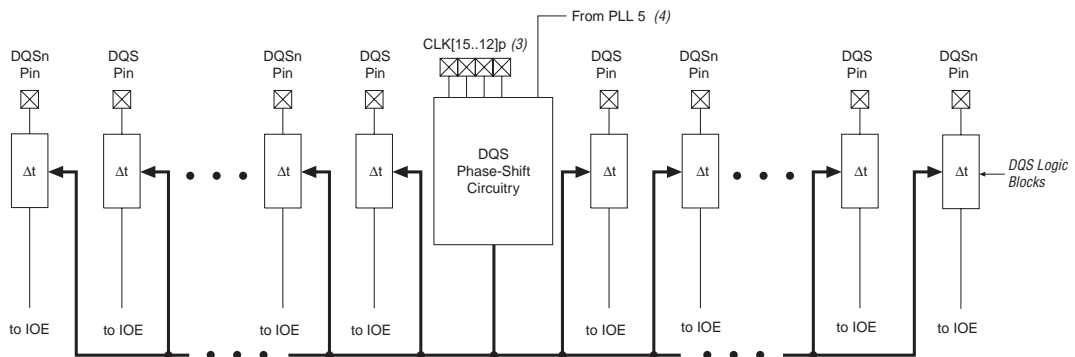 From PLL 5 (4)
CLK[15..12]p (3)
DQSn
Pin
DQS
Pin
DQSn
Pin
DQS
Pin
DQS
Pin
DQSn
Pin
DQS
Pin
DQSn
Pin
Δt
Δt
Δt
Δt
DQS
Phase-Shift
Circuitry
Δt
Δt
Δt
Δt
DQS Logic
Blocks
to IOE
to IOE
to IOE
to IOE
to IOE
to IOE
to IOE
to IOE